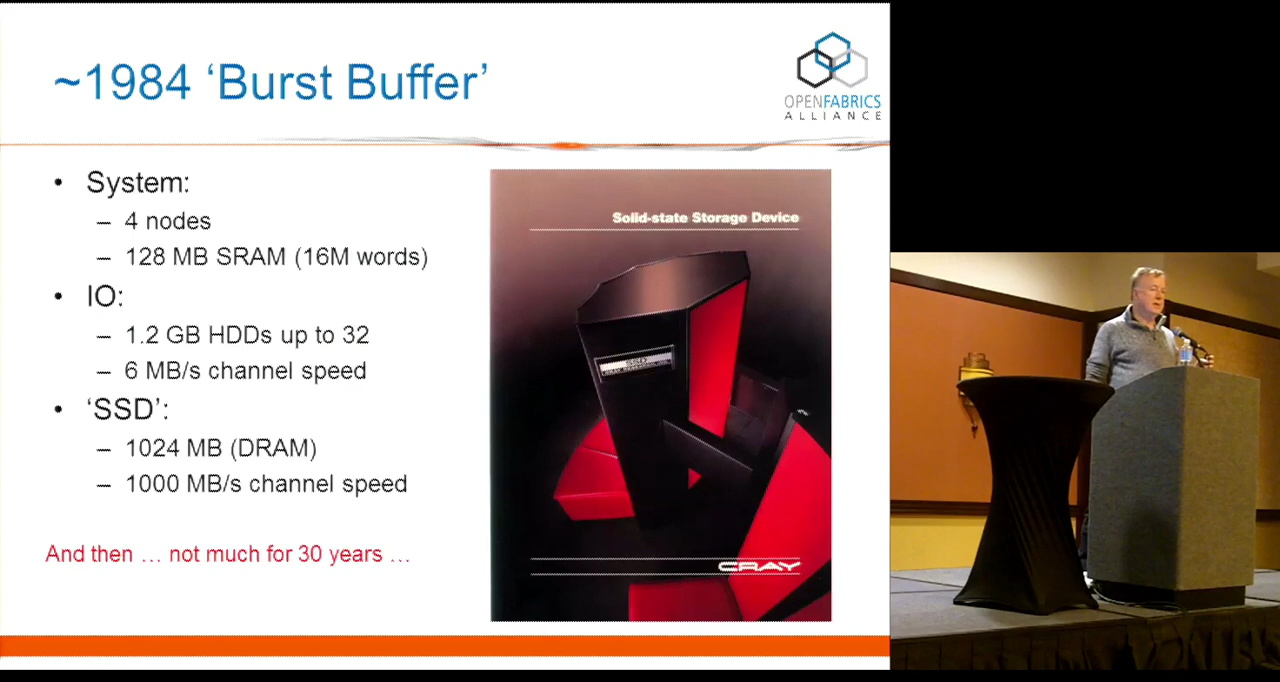 ~1984 ‘Burst Buffer’
OPENFABRICS
ALLIANCE
• System:
– 4 nodes
– 128 MB SRAM (16M words)
• IO:
– 1.2 GB HDDs up to 32
– 6 MB/s channel speed
• ‘SSD’:
– 1024 MB (DRAM)
– 1000 MB/s channel speed
And then … not much for 30 years …
Solid-state Storage Device
SSD
CRAY